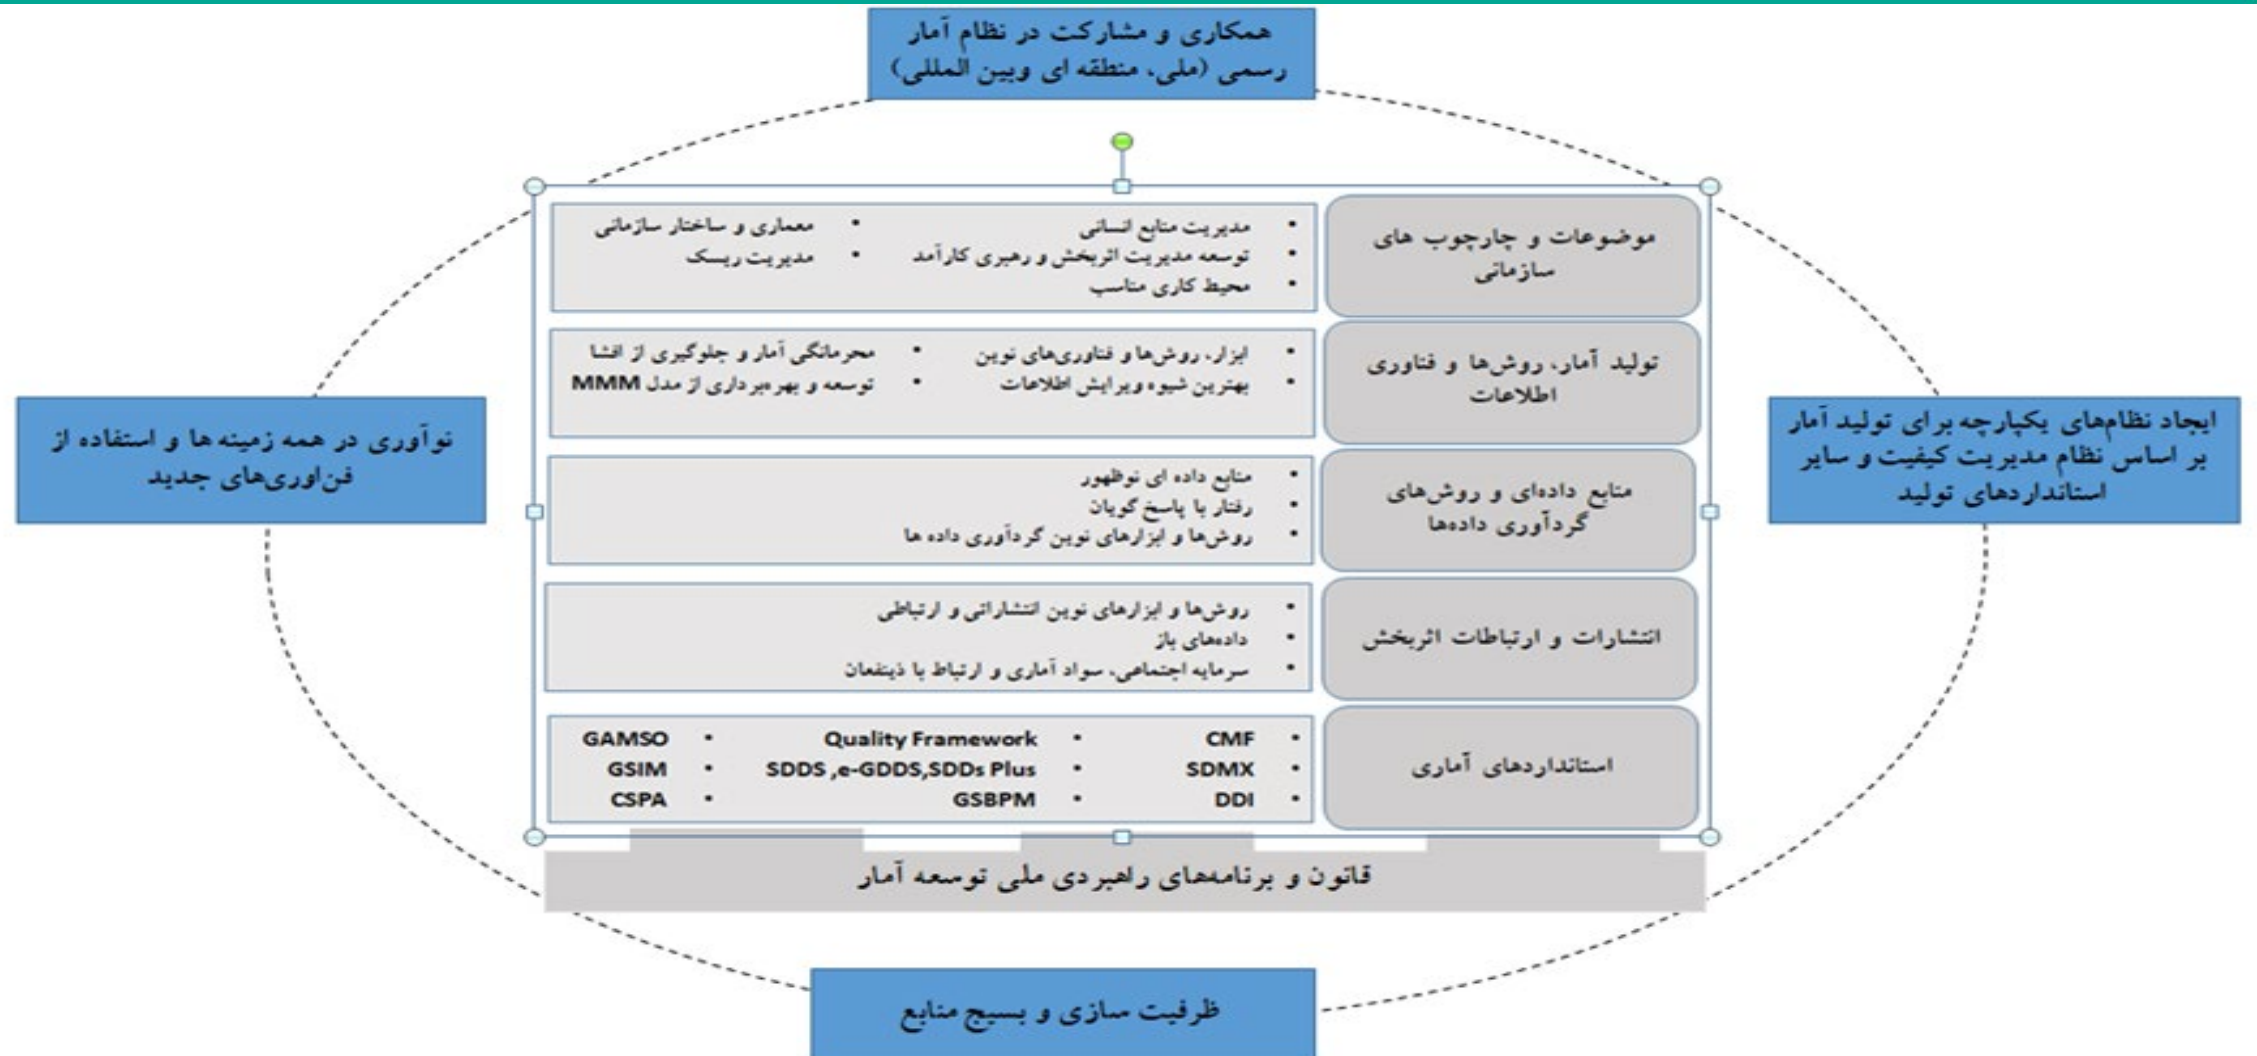 همکاری و مشارکت در نظام آمار
رسمی (ملی، منطقه ای وبین المللی)
موضوعات و چارچوب های
سازمانی
• مدیریت منابع انسانی
• توسعه مدیریت اثربخش و رهبری کارآمد
• محیط کاری مناسب
• معماری و ساختار سازمانی
• مدیریت ریسک
تولید آمار، روش‌ها و فناوری
اطلاعات
• ابزار، روش‌ها و فناوری‌های نوین
• بهترین شیوه ویرایش اطلاعات
• محرمانگی آمار و جلوگیری از افشا
• توسعه و بهره‌برداری از مدل MMM
ایجاد نظام‌های یکپارچه برای تولید آمار
بر اساس نظام مدیریت کیفیت و سایر
استانداردهای تولید
نوآوری در همه زمینه ها و استفاده از
فن‌اوری‌های جدید
منابع داده‌ای و روش‌های
گردآوری داده‌ها
• منابع داده ای نوظهور
• رفتار با پاسخ‌گویان
• روش‌ها و ابزارهای نوین گردآوری داده ها
انتشارات و ارتباطات اثربخش
• روش‌ها و ابزارهای نوین انتشاراتی و ارتباطی
• داده‌های باز
• سرمایه اجتماعی، سواد آماری و ارتباط با ذینفعان
استانداردهای آماری
• CMF
• SDMX
• DDI
• Quality Framework
• SDDS ,e-GDDS,SDDs Plus
• GSBPM
• GAMSO
• GSIM
• CSPA
قانون و برنامه‌های راهبردی ملی توسعه آمار
ظرفیت سازی و بسیج منابع